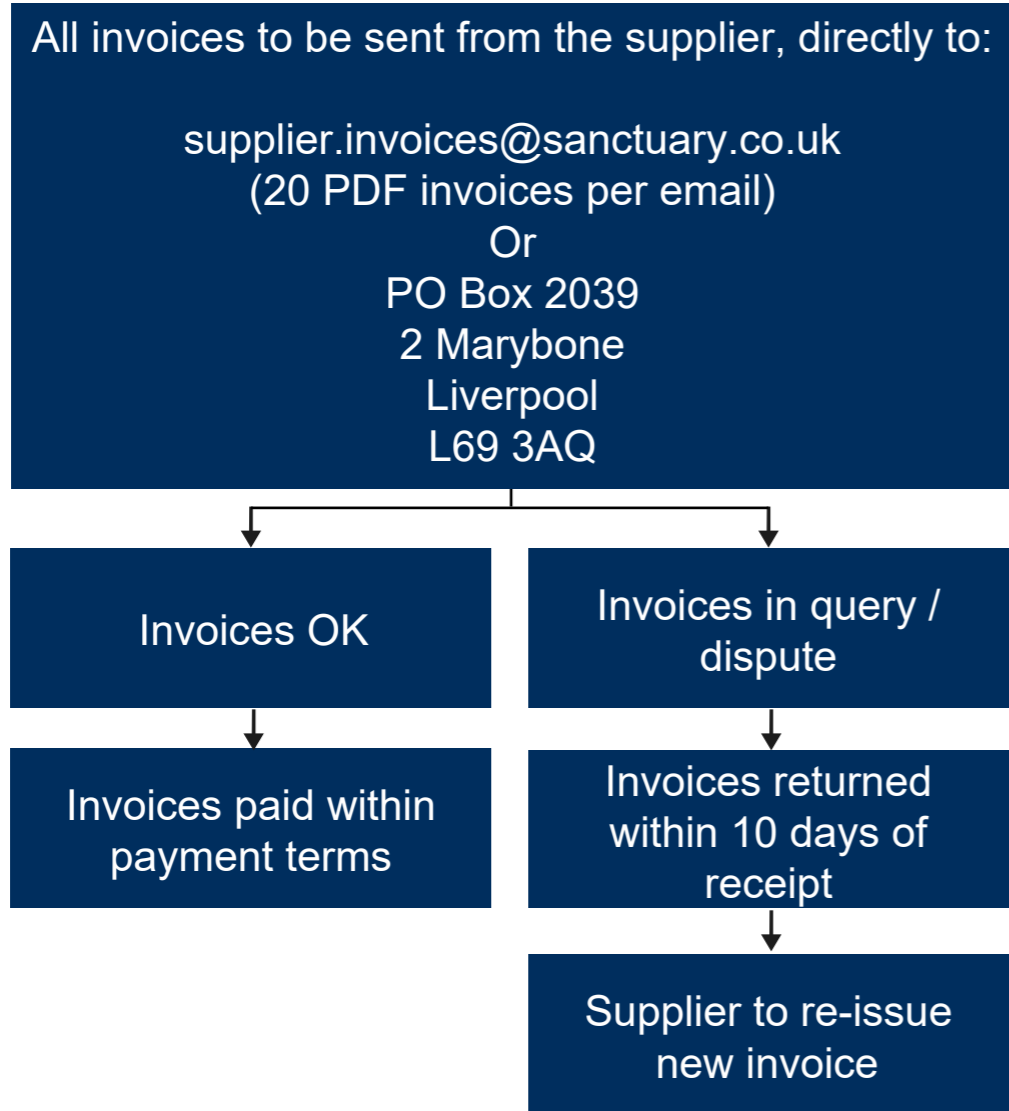 All invoices to be sent from the supplier, directly to:
supplier.invoices@sanctuary.co.uk
(20 PDF invoices per email)
Or
PO Box 2039
2 Marybone
Liverpool
L69 3AQ
Invoices OK
Invoices paid within
payment terms
Invoices in query /
dispute
Invoices returned
within 10 days of
receipt
Supplier to re-issue
new invoice